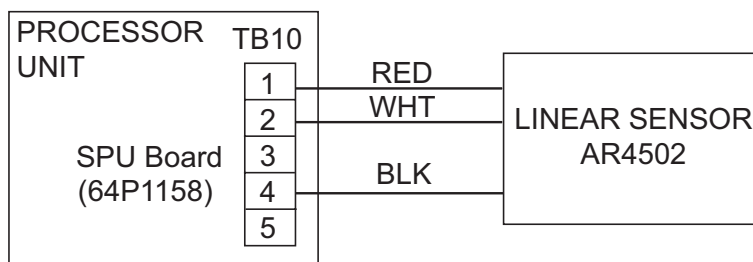 PROCESSOR
UNIT
TB10
1
2
3
4
5
SPU Board
(64P1158)
RED
WHT
BLK
LINEAR SENSOR
AR4502